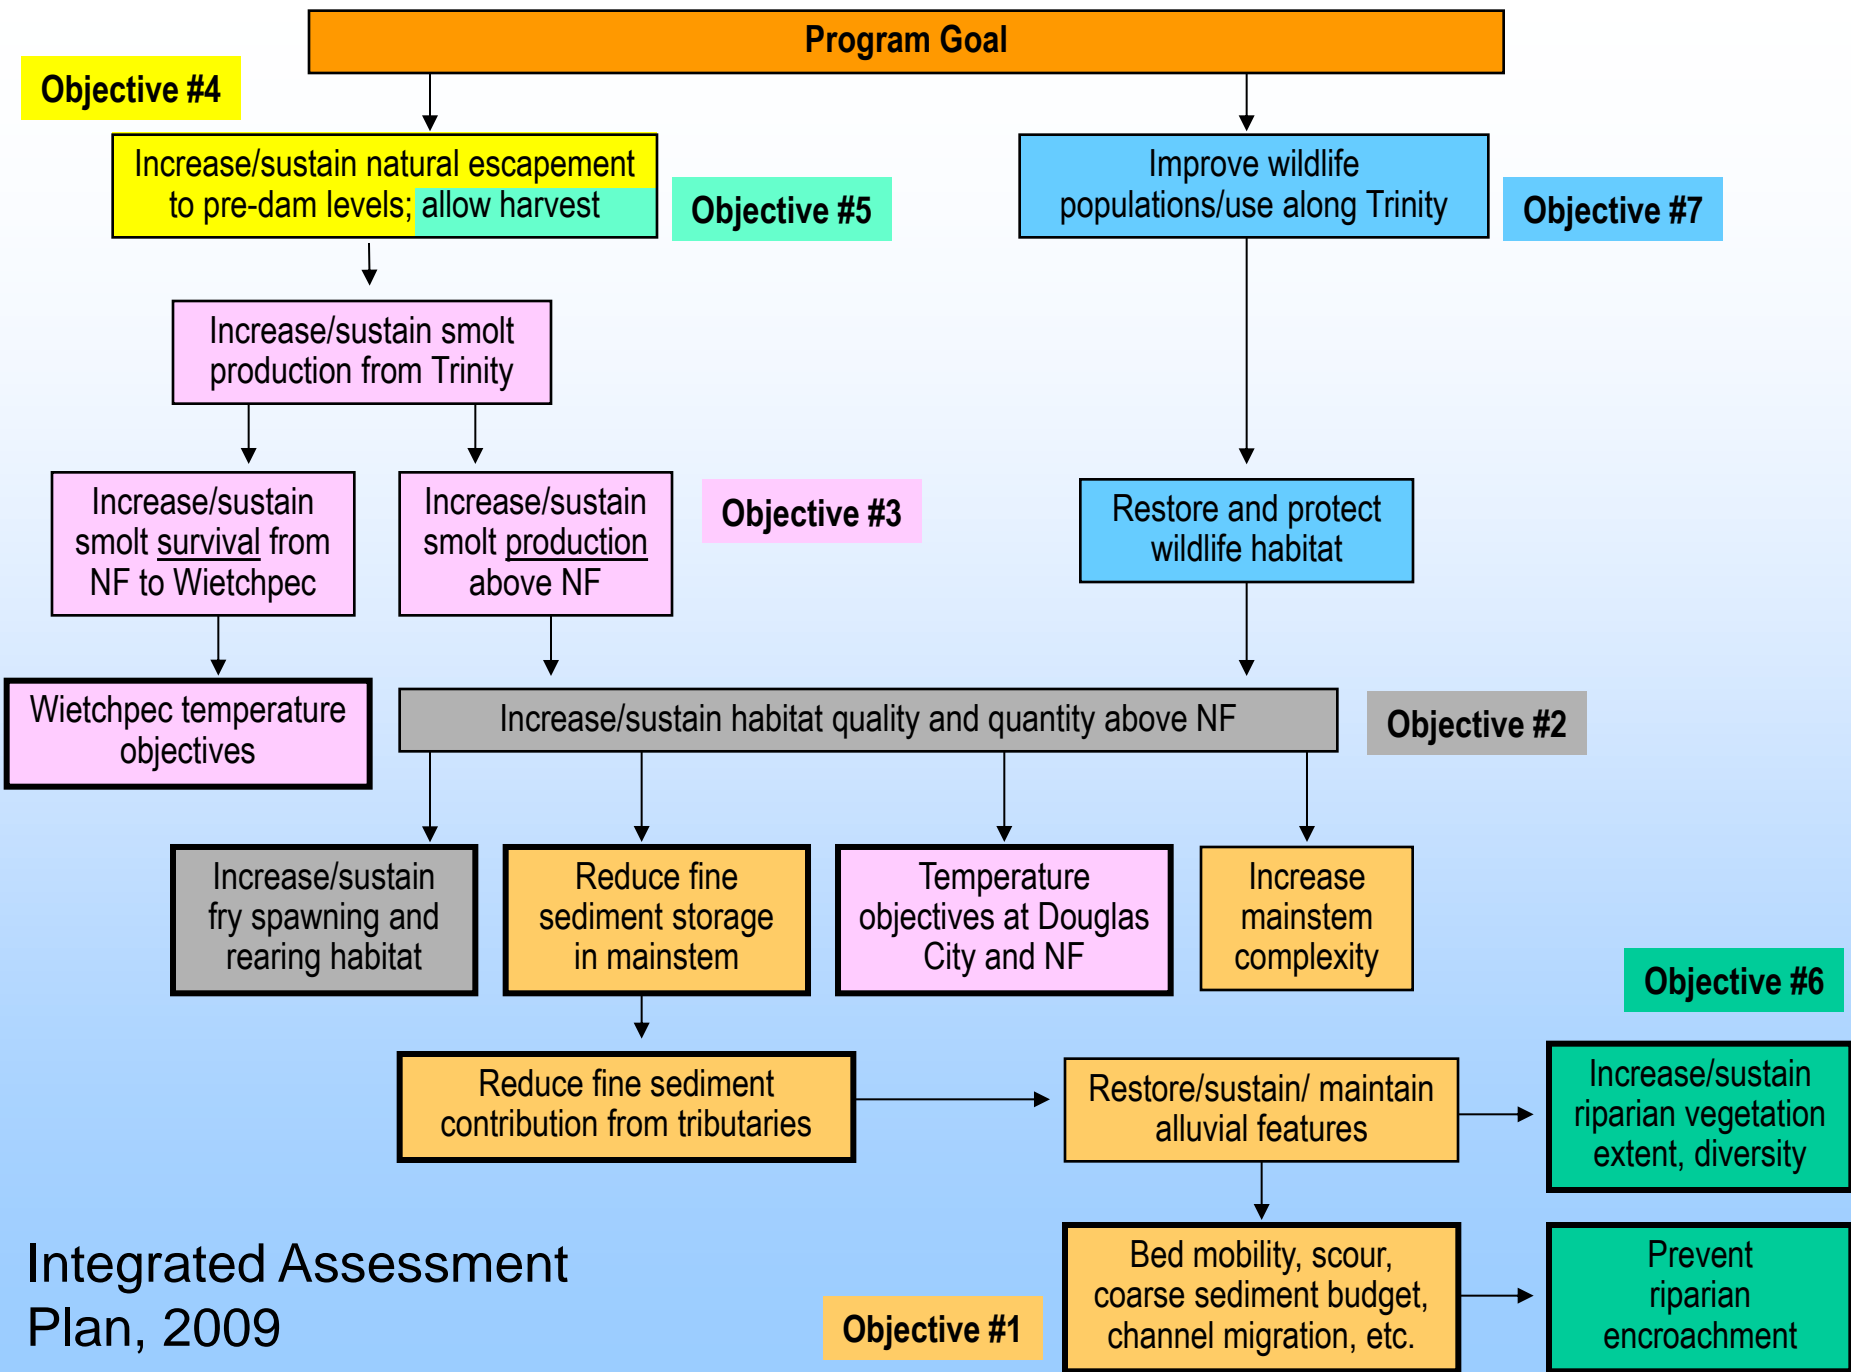 Program Goal
Objective #4
Increase/sustain natural escapement
to pre-dam levels; allow harvest
Objective #5
Improve wildlife
populations/use along Trinity
Objective #7
Increase/sustain smolt
production from Trinity
Increase/sustain
smolt survival from
NF to Wietchpec
Increase/sustain
smolt production
above NF
Objective #3
Restore and protect
wildlife habitat
Wietchpec temperature
objectives
Increase/sustain habitat quality and quantity above NF
Objective #2
Increase/sustain
fry spawning and
rearing habitat
Reduce fine
sediment storage
in mainstem
Temperature
objectives at Douglas
City and NF
Increase
mainstem
complexity
Objective #6
Reduce fine sediment
contribution from tributaries
Restore/sustain/ maintain
alluvial features
Increase/sustain
riparian vegetation
extent, diversity
Integrated Assessment
Plan, 2009
Objective #1
Bed mobility, scour,
coarse sediment budget,
channel migration, etc.
Prevent
riparian
encroachment